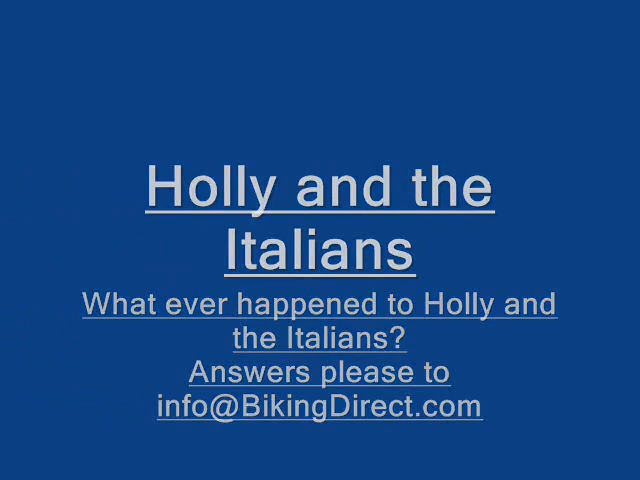 Holly and the
Italians
What ever happened to Holly and
the Italians?
Answers please to
info@BikingDirect.com